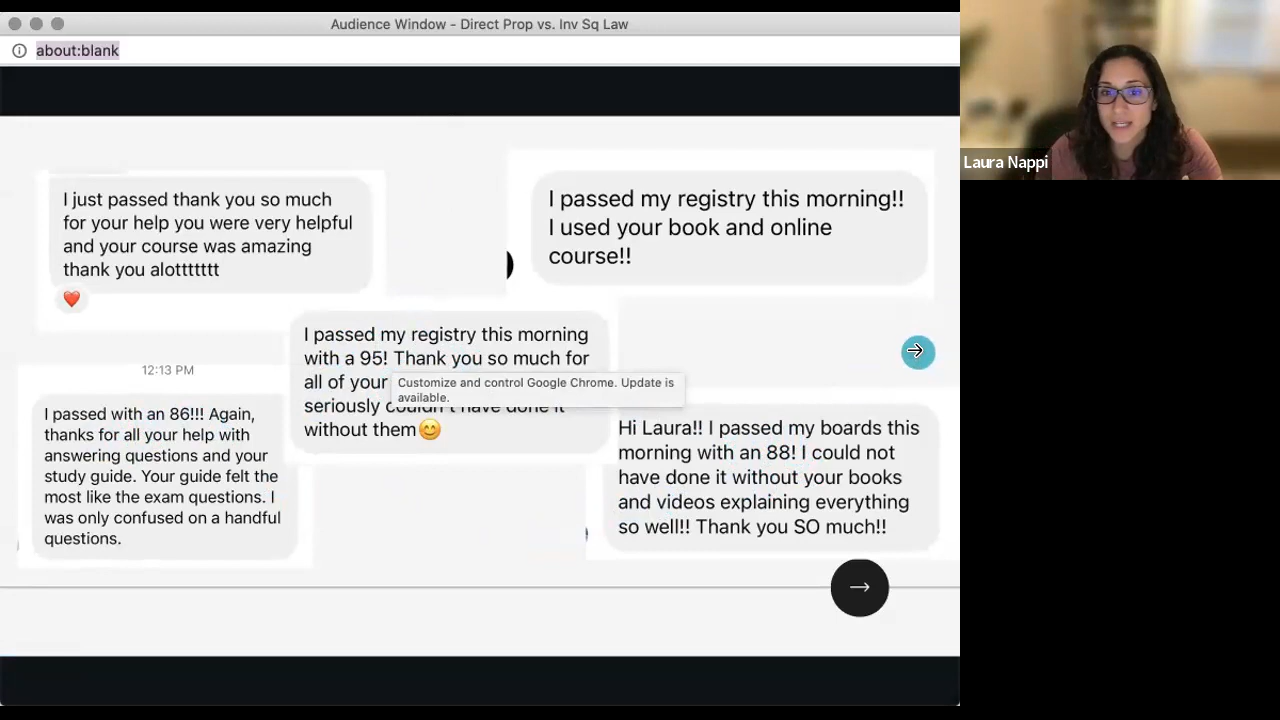 Audience Window - Direct Prop vs. Inv Sq Law
about:blank
Laura Nappi
I just passed thank you so much
for your help you were very helpful
and your course was amazing
thank you alottttttt
I passed my registry this morning!!
I used your book and online
course!!
I passed my registry this morning
with a 95! Thank you so much for
all of your
seriously couldn't have done it
without them😊
Customize and control Google Chrome. Update is
available.
12:13 PM
I passed with an 86!!! Again,
thanks for all your help with
answering questions and your
study guide. Your guide felt the
most like the exam questions. I
was only confused on a handful
questions.
Hi Laura!! I passed my boards this
morning with an 88! I could not
have done it without your books
and videos explaining everything
so well!! Thank you SO much!!